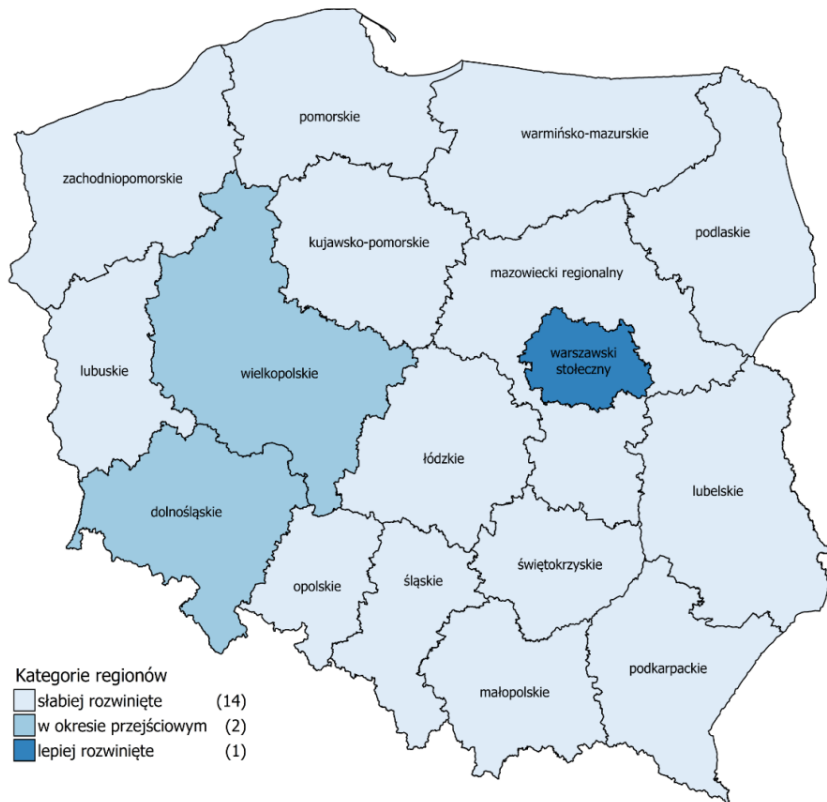 pomorskie
warmińsko-mazurskie
zachodniopomorskie
podlaskie
kujawsko-pomorskie
mazowiecki regionalny
warszawski
stołeczny
lubuskie
wielkopolskie
łódzkie
lubelskie
dolnośląskie
świętokrzyskie
opolskie
śląskie
podkarpackie
małopolskie
Kategorie regionów
słabiej rozwinięte (14)
w okresie przejściowym (2)
lepiej rozwinięte (1)